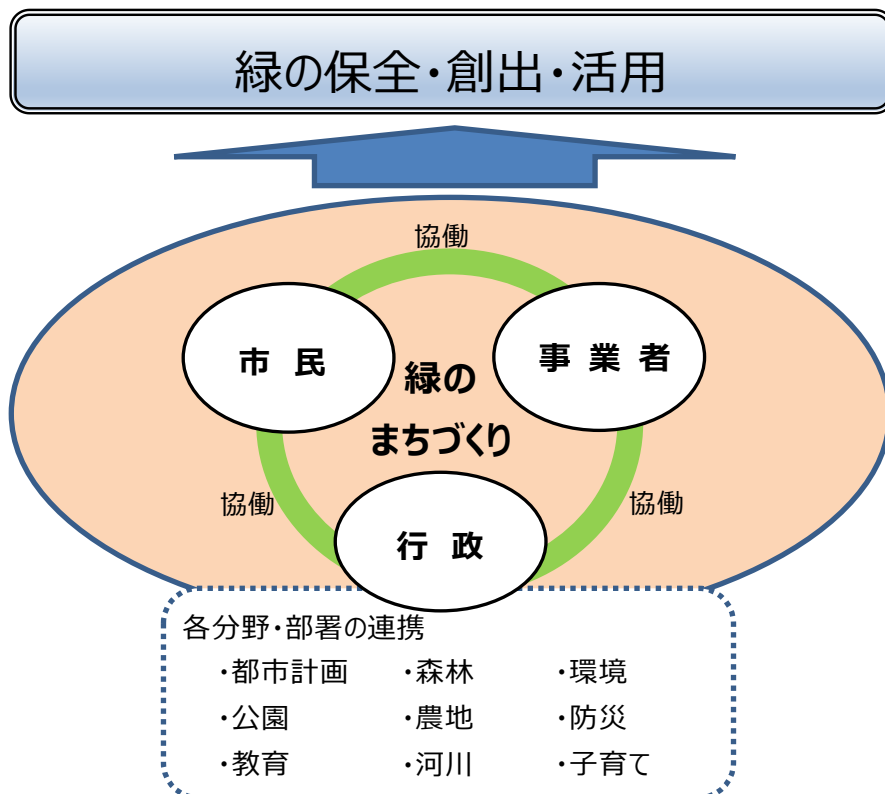 緑の保全・創出・活用
協働
市民
事業者
緑の
まちづくり
協働
協働
行政
各分野・部署の連携
・都市計画 ・森林 ・環境
・公園 ・農地 ・防災
・教育 ・河川 ・子育て